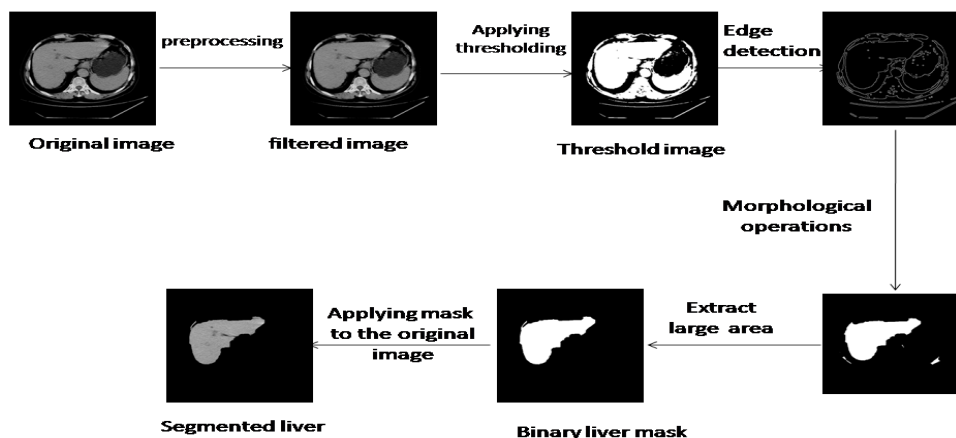 preprocessing
Applying
thresholding
Edge
detection
Original image
filtered image
Threshold image
Morphological
operations
Extract
large area
Applying mask
to the original
image
Binary liver mask
Segmented liver